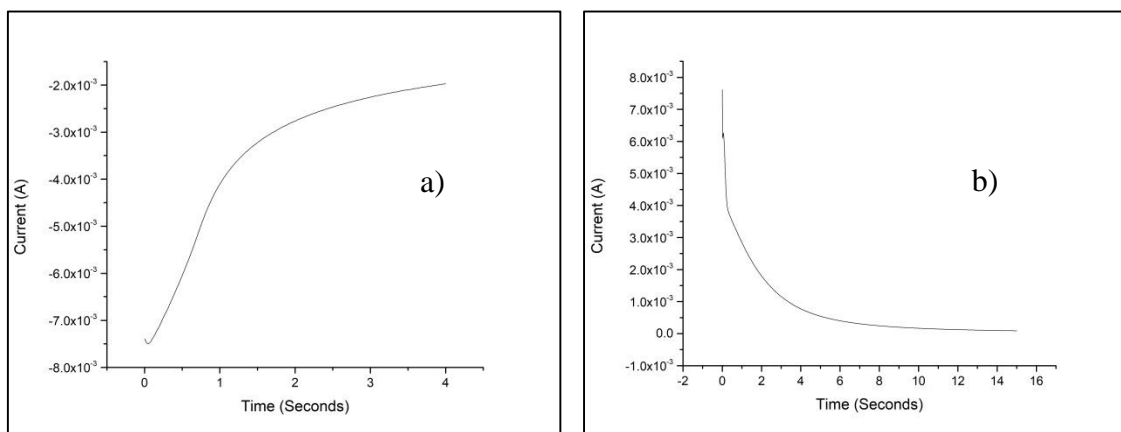 -2.0x10⁻³
-3.0x10⁻³
-4.0x10⁻³
-5.0x10⁻³
-6.0x10⁻³
-7.0x10⁻³
-8.0x10⁻³
Current (A)
0 1 2 3 4
Time (Seconds)
a)
8.0x10⁻³
7.0x10⁻³
6.0x10⁻³
5.0x10⁻³
4.0x10⁻³
3.0x10⁻³
2.0x10⁻³
1.0x10⁻³
0.0
-1.0x10⁻³
Current (A)
-2 0 2 4 6 8 10 12 14 16
Time (Seconds)
b)